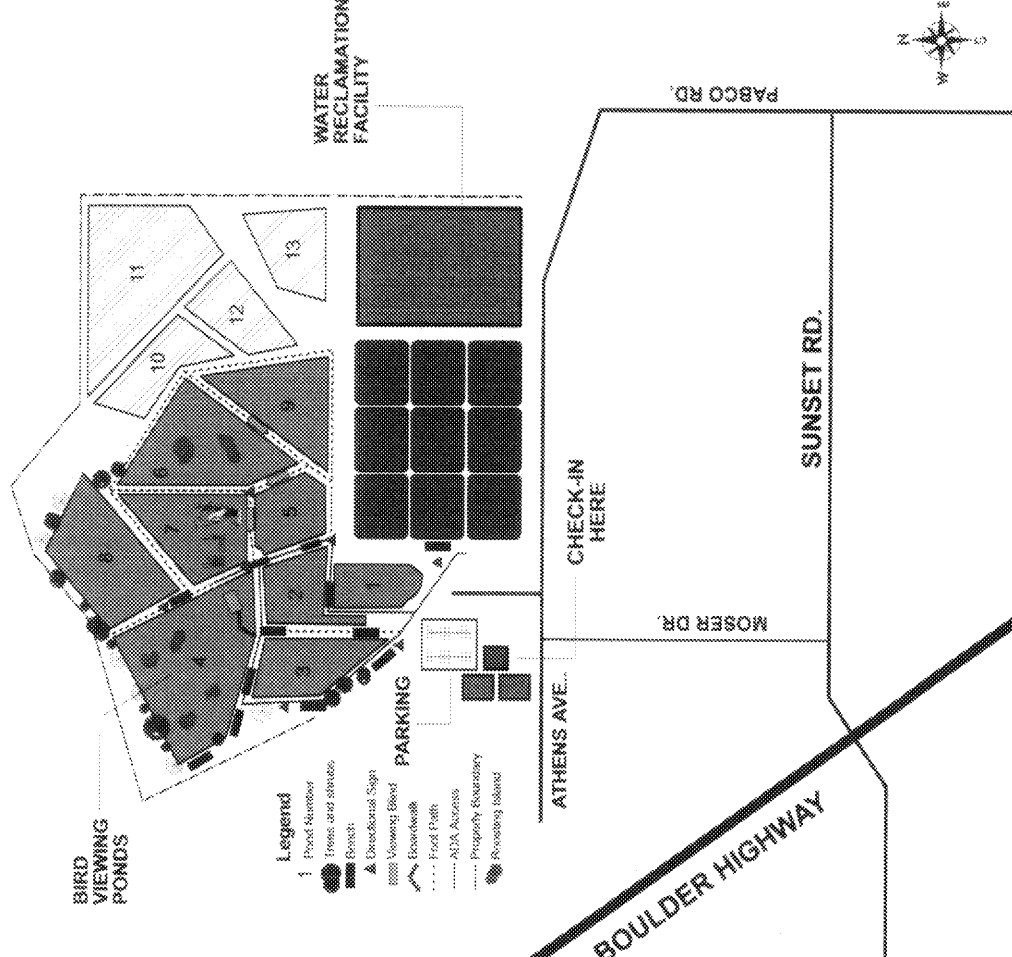 BIRD
VIEWING
PONDS
WATER
RECLAMATION
FACILITY
11
13
12
10
9
6
7
8
5
4
2
1
3
PARKING
CHECK-IN
HERE
Legend
1 Pond Number
Trees and shrubs
Bench
Directional Sign
Viewing Blind
Boardwalk
Foot Path
ADA Access
Property Boundary
Roosting Island
ATHENS AVE.
MOSER DR.
PABCO RD.
SUNSET RD.
BOULDER HIGHWAY
N
E
S
W